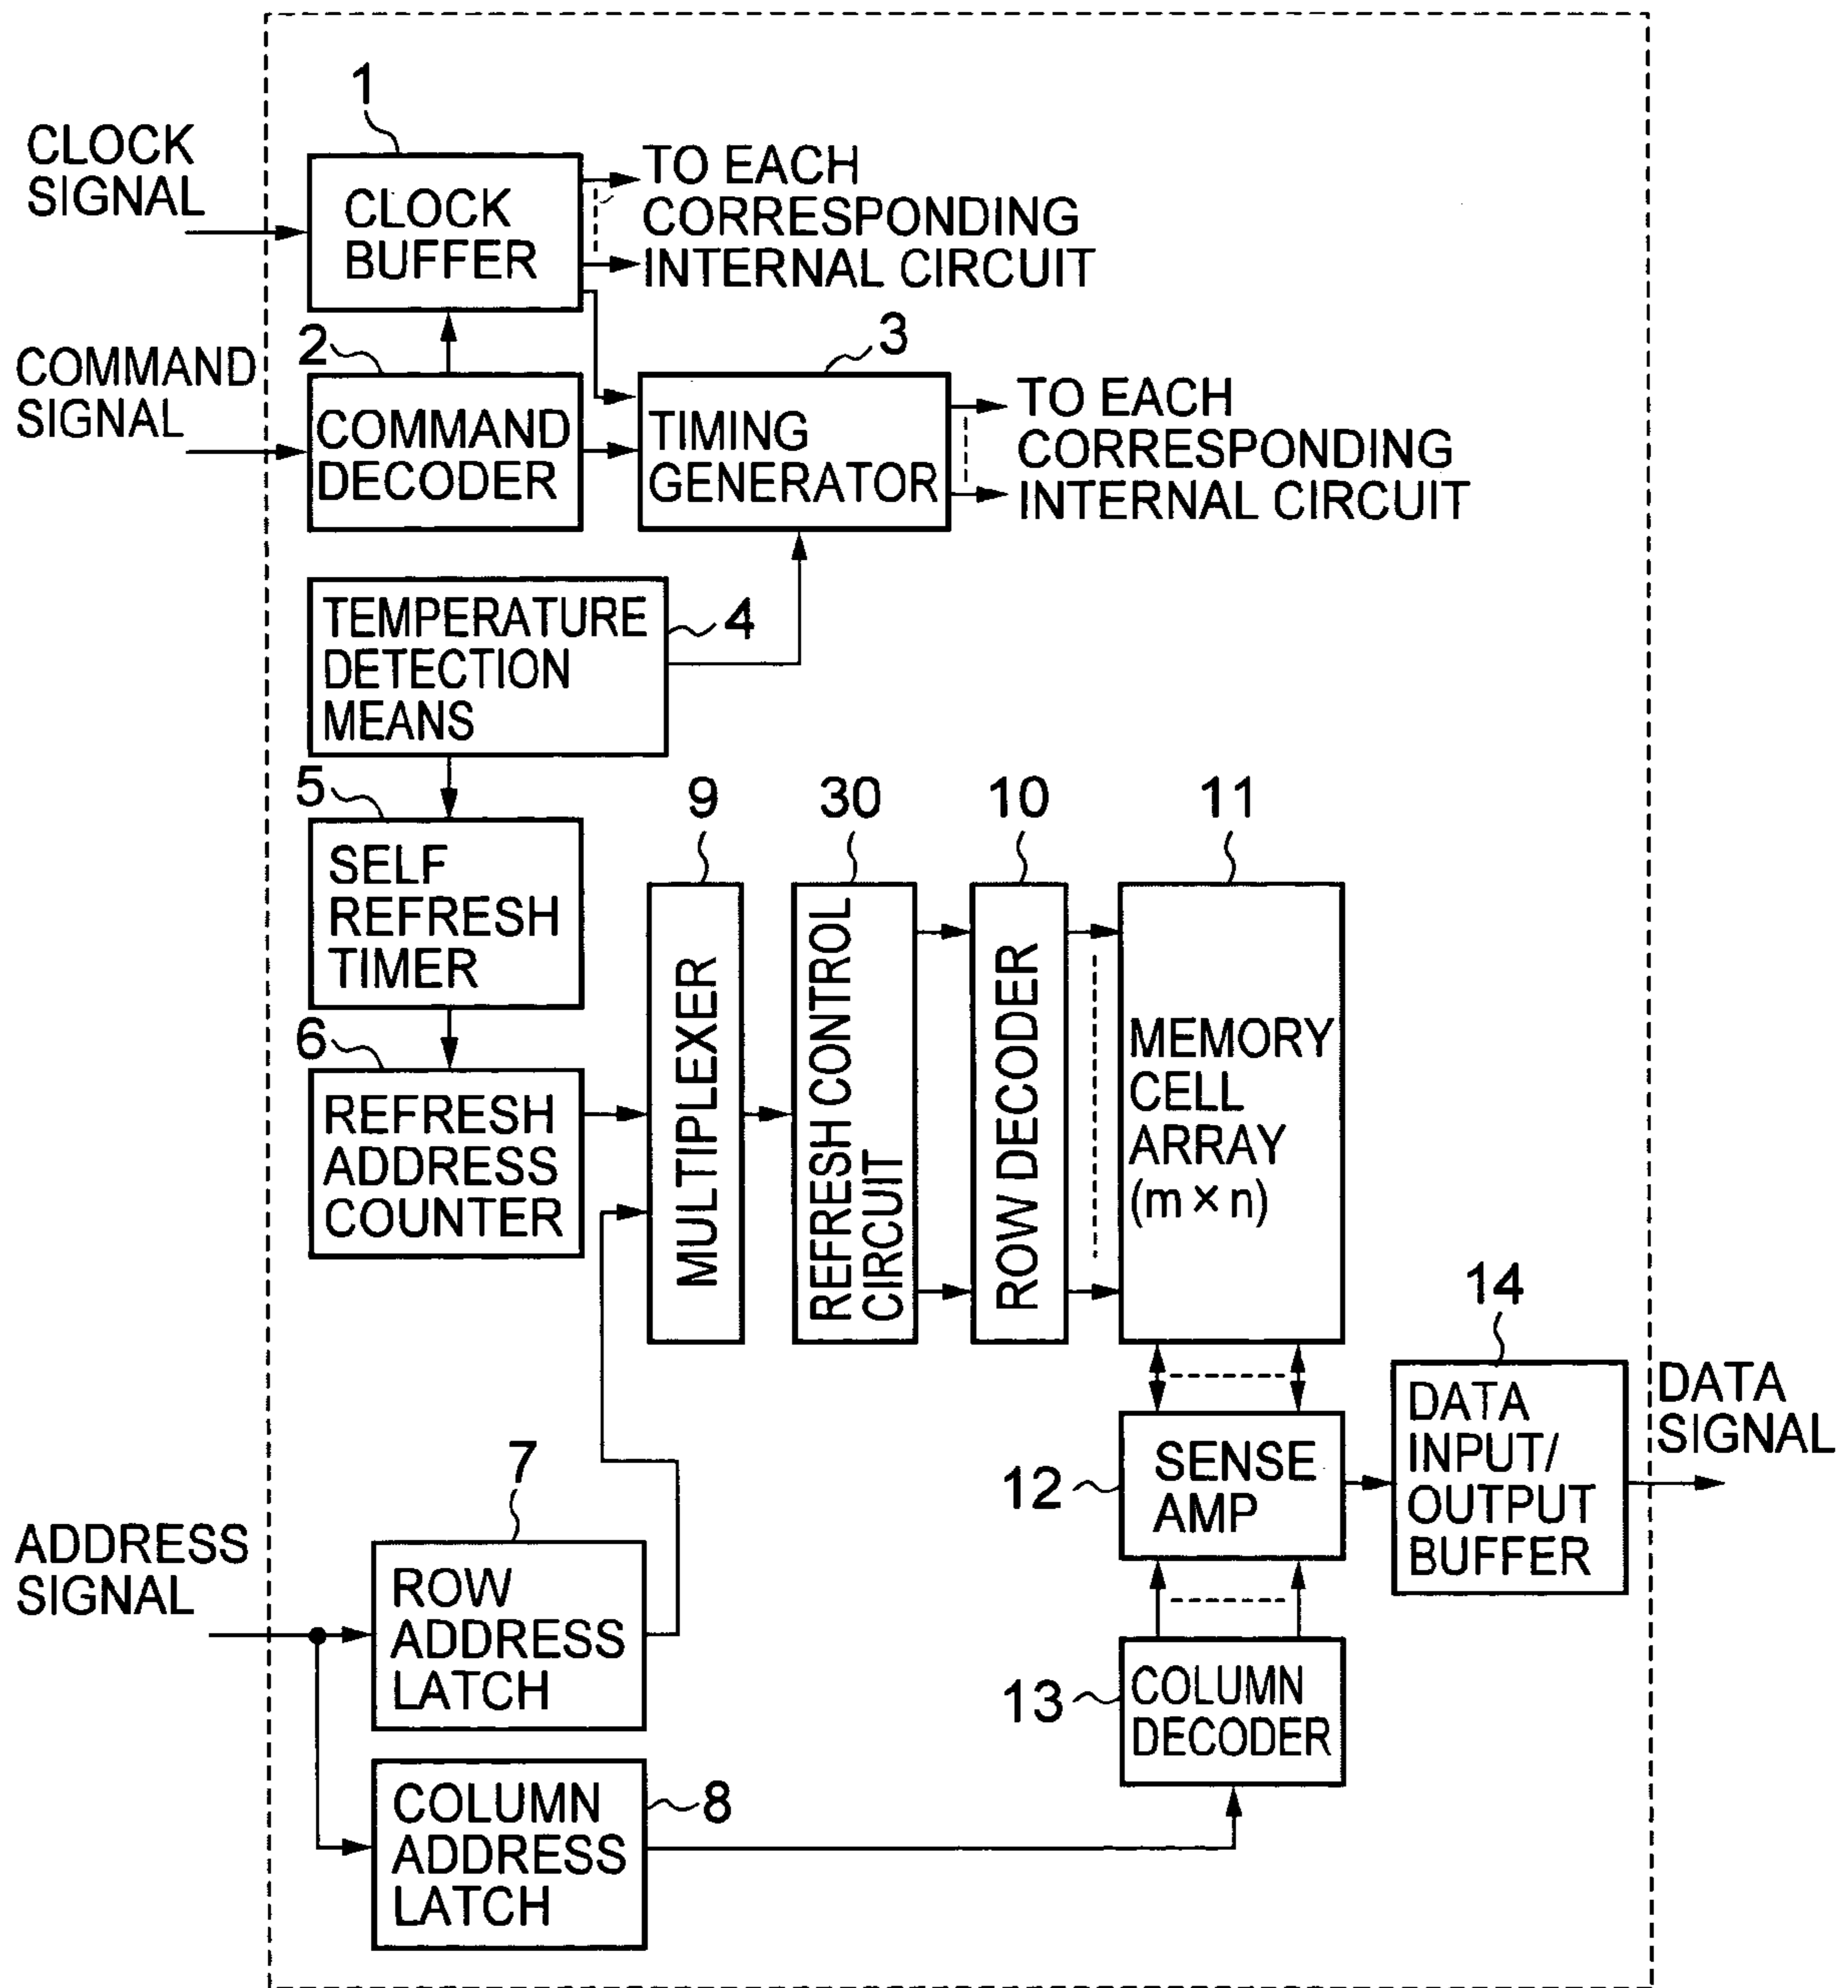 1
CLOCK
SIGNAL
CLOCK
BUFFER
TO EACH
CORRESPONDING
INTERNAL CIRCUIT
COMMAND
SIGNAL
2
COMMAND
DECODER
3
TIMING
GENERATOR
TO EACH
CORRESPONDING
INTERNAL CIRCUIT
TEMPERATURE
DETECTION
MEANS
4
5
SELF
REFRESH
TIMER
6
REFRESH
ADDRESS
COUNTER
9
MULTIPLEXER
30
REFRESH CONTROL
CIRCUIT
10
ROW DECODER
11
MEMORY
CELL
ARRAY
(m × n)
12
SENSE
AMP
14
DATA
INPUT/
OUTPUT
BUFFER
DATA
SIGNAL
ADDRESS
SIGNAL
7
ROW
ADDRESS
LATCH
13
COLUMN
DECODER
8
COLUMN
ADDRESS
LATCH